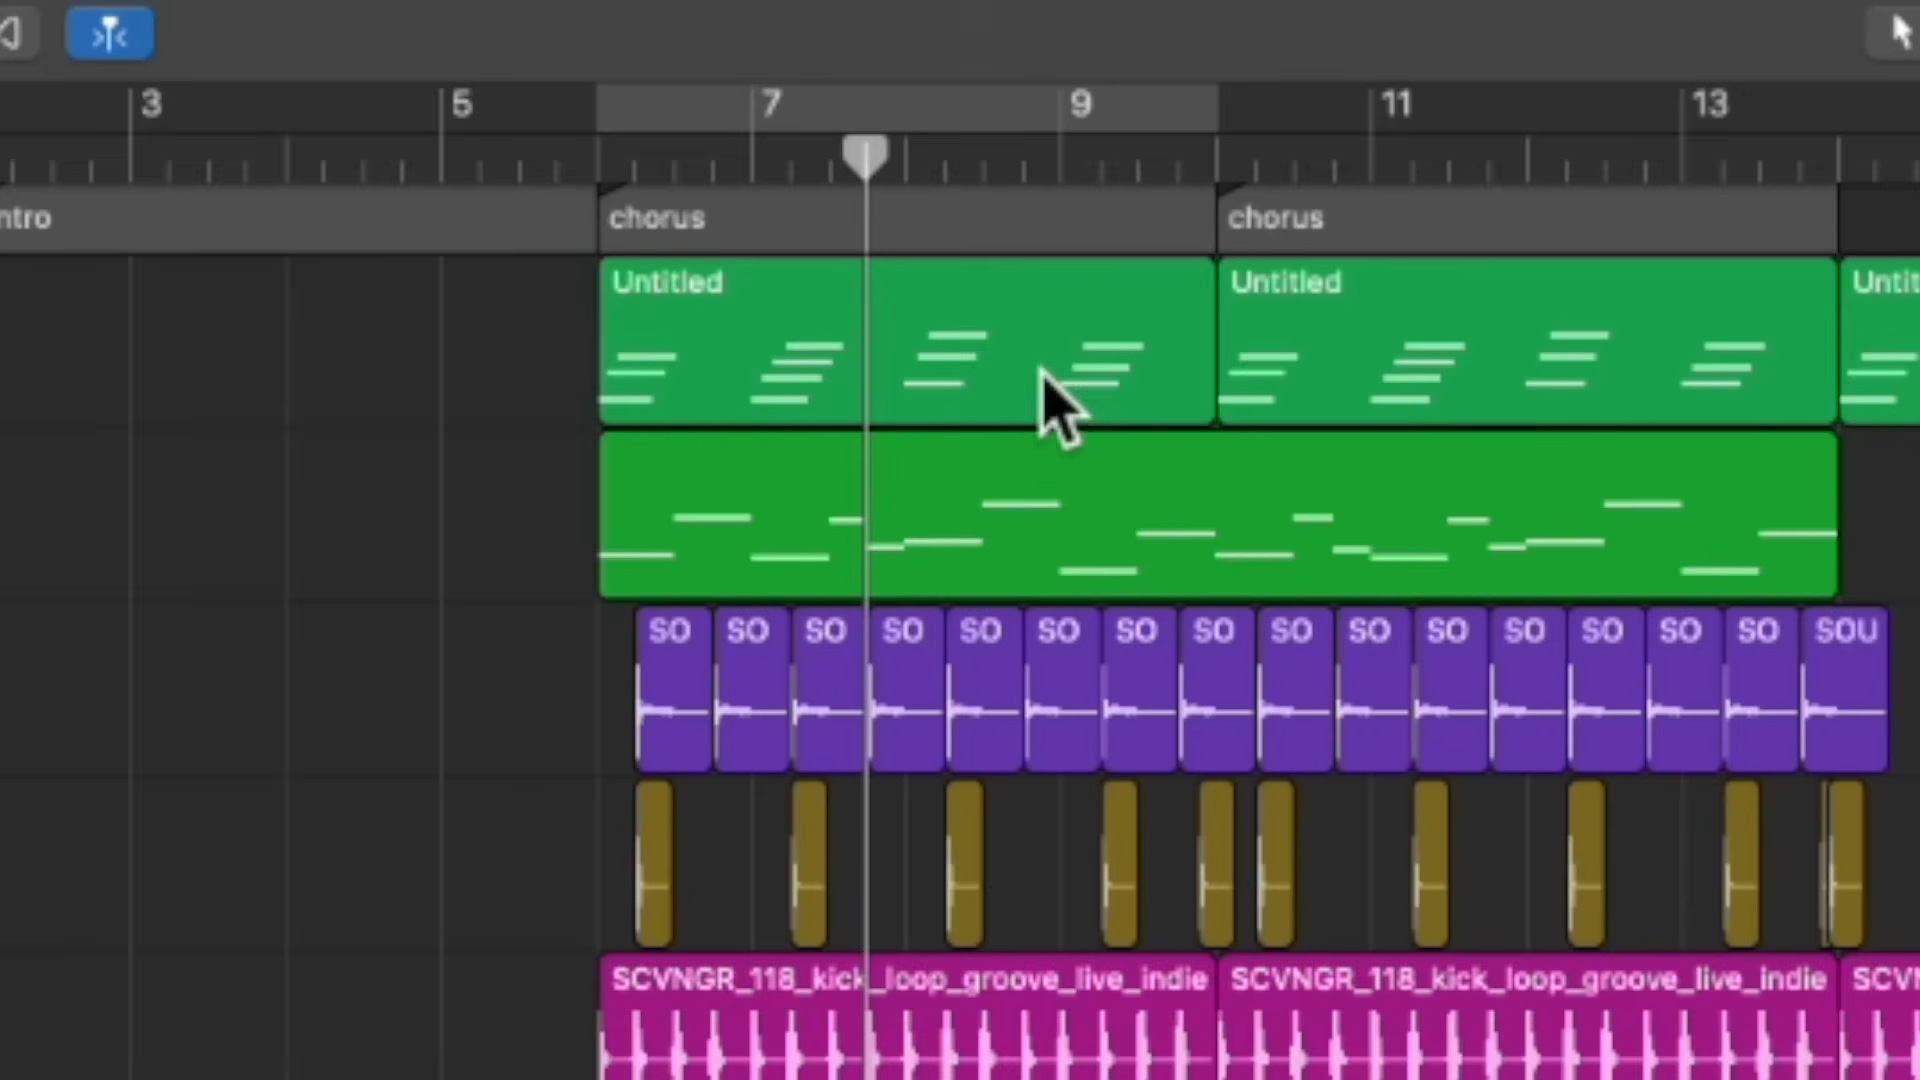 3 5 7 9 11 13
ntro chorus chorus
Untitled Untitled Untit
SO SO SO SO SO SO SO SO SO SO SO SO SO SO SO SOU
SCVNGR_118_kick_loop_groove_live_indie SCVNGR_118_kick_loop_groove_live_indie SCVN